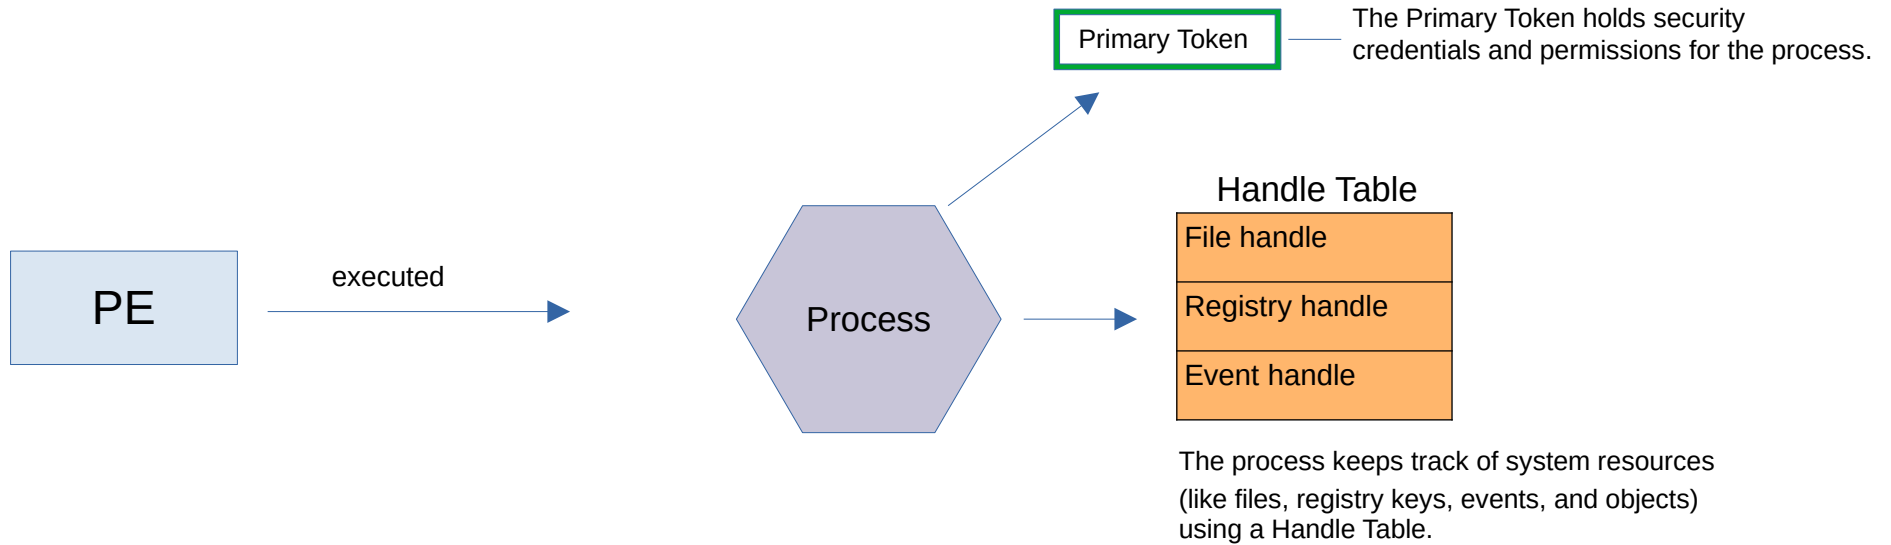 Primary Token
The Primary Token holds security
credentials and permissions for the process.
PE
executed
Process
Handle Table
File handle
Registry handle
Event handle
The process keeps track of system resources
(like files, registry keys, events, and objects)
using a Handle Table.